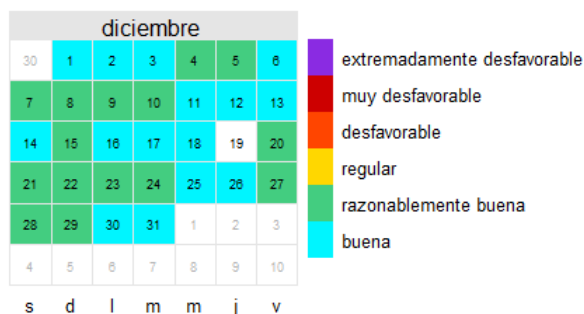 diciembre
30 1 2 3 4 5 6
7 8 9 10 11 12 13
14 15 16 17 18 19 20
21 22 23 24 25 26 27
28 29 30 31 1 2 3
4 5 6 7 8 9 10
s d l m m j v
extremadamente desfavorable
muy desfavorable
desfavorable
regular
razonablemente buena
buena